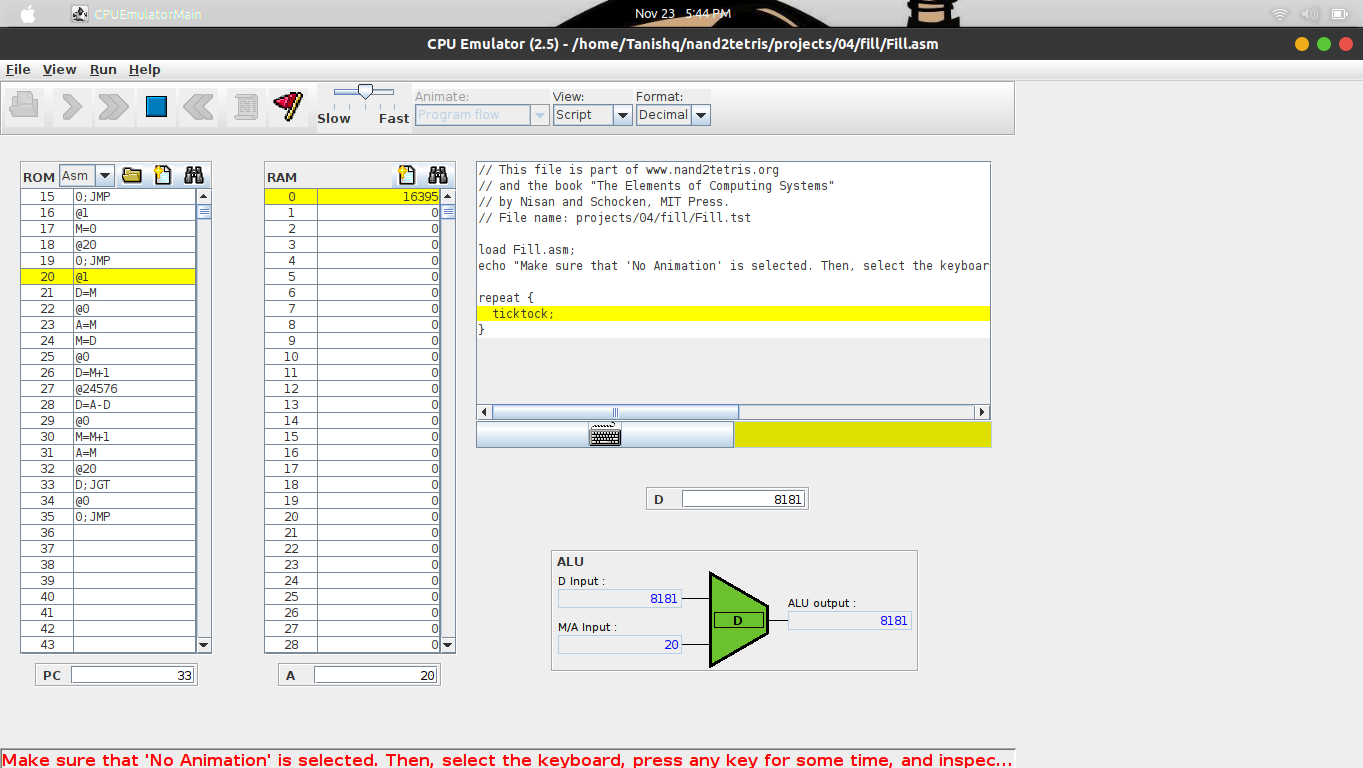 CPUEmulatorMain
Nov 23 5:44 PM
CPU Emulator (2.5) - /home/Tanishq/nand2tetris/projects/04/fill/Fill.asm
File View Run Help
Slow Fast
Animate:
Program flow
View:
Script
Format:
Decimal
ROM Asm
15 0;JMP
16 @1
17 M=0
18 @20
19 0;JMP
20 @1
21 D=M
22 @0
23 A=M
24 M=D
25 @0
26 D=M+1
27 @24576
28 D=A-D
29 @0
30 M=M+1
31 A=M
32 @20
33 D;JGT
34 @0
35 0;JMP
36
37
38
39
40
41
42
43
PC 33
RAM
0 16395
1 0
2 0
3 0
4 0
5 0
6 0
7 0
8 0
9 0
10 0
11 0
12 0
13 0
14 0
15 0
16 0
17 0
18 0
19 0
20 0
21 0
22 0
23 0
24 0
25 0
26 0
27 0
28 0
A 20
// This file is part of www.nand2tetris.org
// and the book "The Elements of Computing Systems"
// by Nisan and Schocken, MIT Press.
// File name: projects/04/fill/Fill.tst
load Fill.asm;
echo "Make sure that 'No Animation' is selected. Then, select the keyboar
repeat {
ticktock;
}
D 8181
ALU
D Input :
8181
M/A Input :
20
D
ALU output :
8181
Make sure that 'No Animation' is selected. Then, select the keyboard, press any key for some time, and inspec...